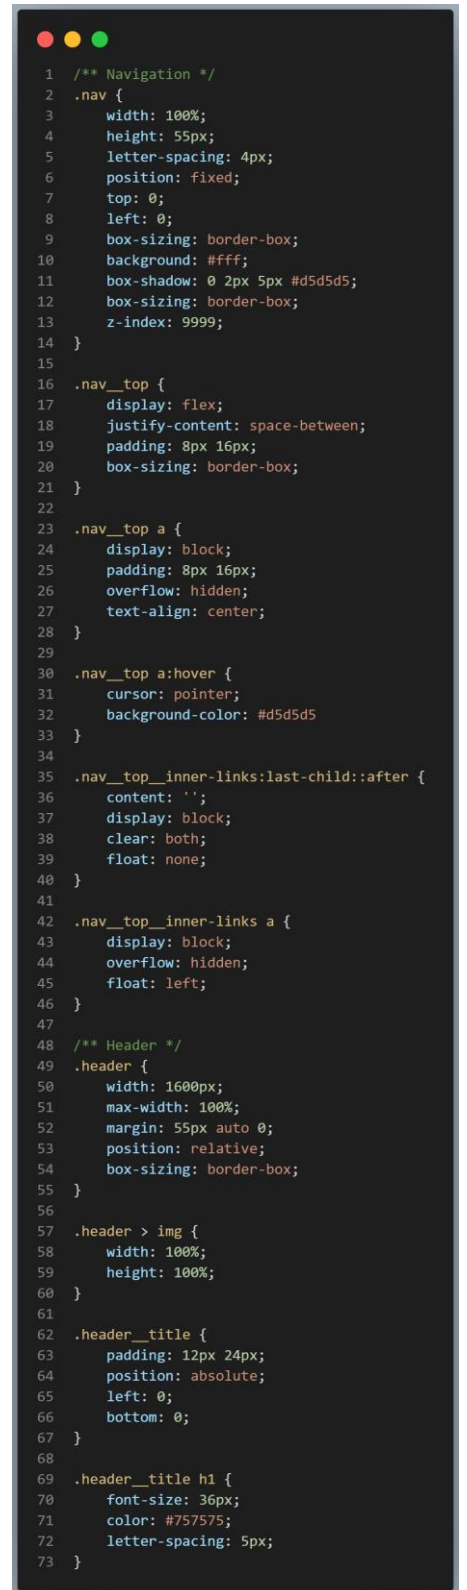 1 /** Navigation */
2 .nav {
3     width: 100%;
4     height: 55px;
5     letter-spacing: 4px;
6     position: fixed;
7     top: 0;
8     left: 0;
9     box-sizing: border-box;
10     background: #fff;
11     box-shadow: 0 2px 5px #d5d5d5;
12     box-sizing: border-box;
13     z-index: 9999;
14 }
15
16 .nav__top {
17     display: flex;
18     justify-content: space-between;
19     padding: 8px 16px;
20     box-sizing: border-box;
21 }
22
23 .nav__top a {
24     display: block;
25     padding: 8px 16px;
26     overflow: hidden;
27     text-align: center;
28 }
29
30 .nav__top a:hover {
31     cursor: pointer;
32     background-color: #d5d5d5
33 }
34
35 .nav__top__inner-links:last-child::after {
36     content: '';
37     display: block;
38     clear: both;
39     float: none;
40 }
41
42 .nav__top__inner-links a {
43     display: block;
44     overflow: hidden;
45     float: left;
46 }
47
48 /** Header */
49 .header {
50     width: 1600px;
51     max-width: 100%;
52     margin: 55px auto 0;
53     position: relative;
54     box-sizing: border-box;
55 }
56
57 .header > img {
58     width: 100%;
59     height: 100%;
60 }
61
62 .header__title {
63     padding: 12px 24px;
64     position: absolute;
65     left: 0;
66     bottom: 0;
67 }
68
69 .header__title h1 {
70     font-size: 36px;
71     color: #757575;
72     letter-spacing: 5px;
73 }